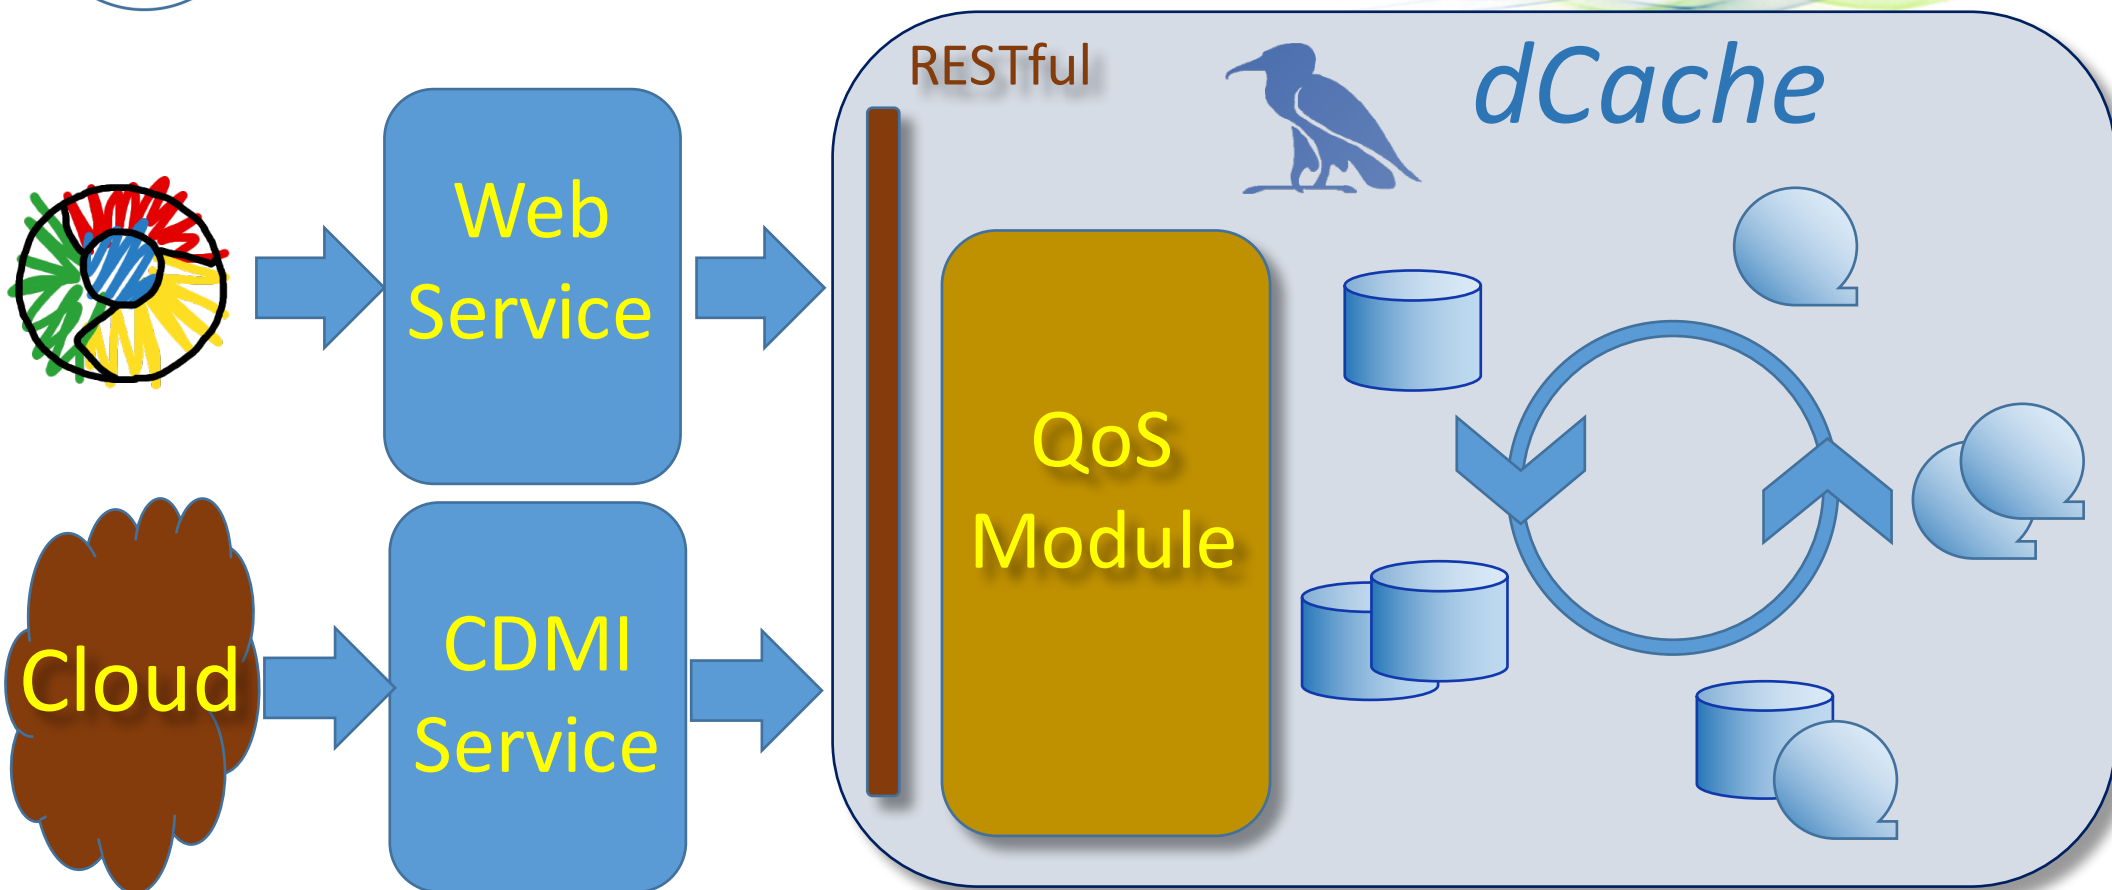 RESTful
dCache
Web
Service
QoS
Module
Cloud
CDMI
Service